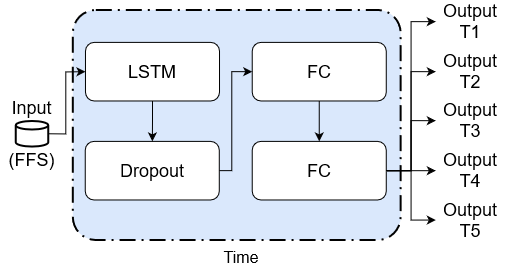 Input
(FFS)
LSTM
Dropout
FC
FC
Output
T1
Output
T2
Output
T3
Output
T4
Output
T5
Time